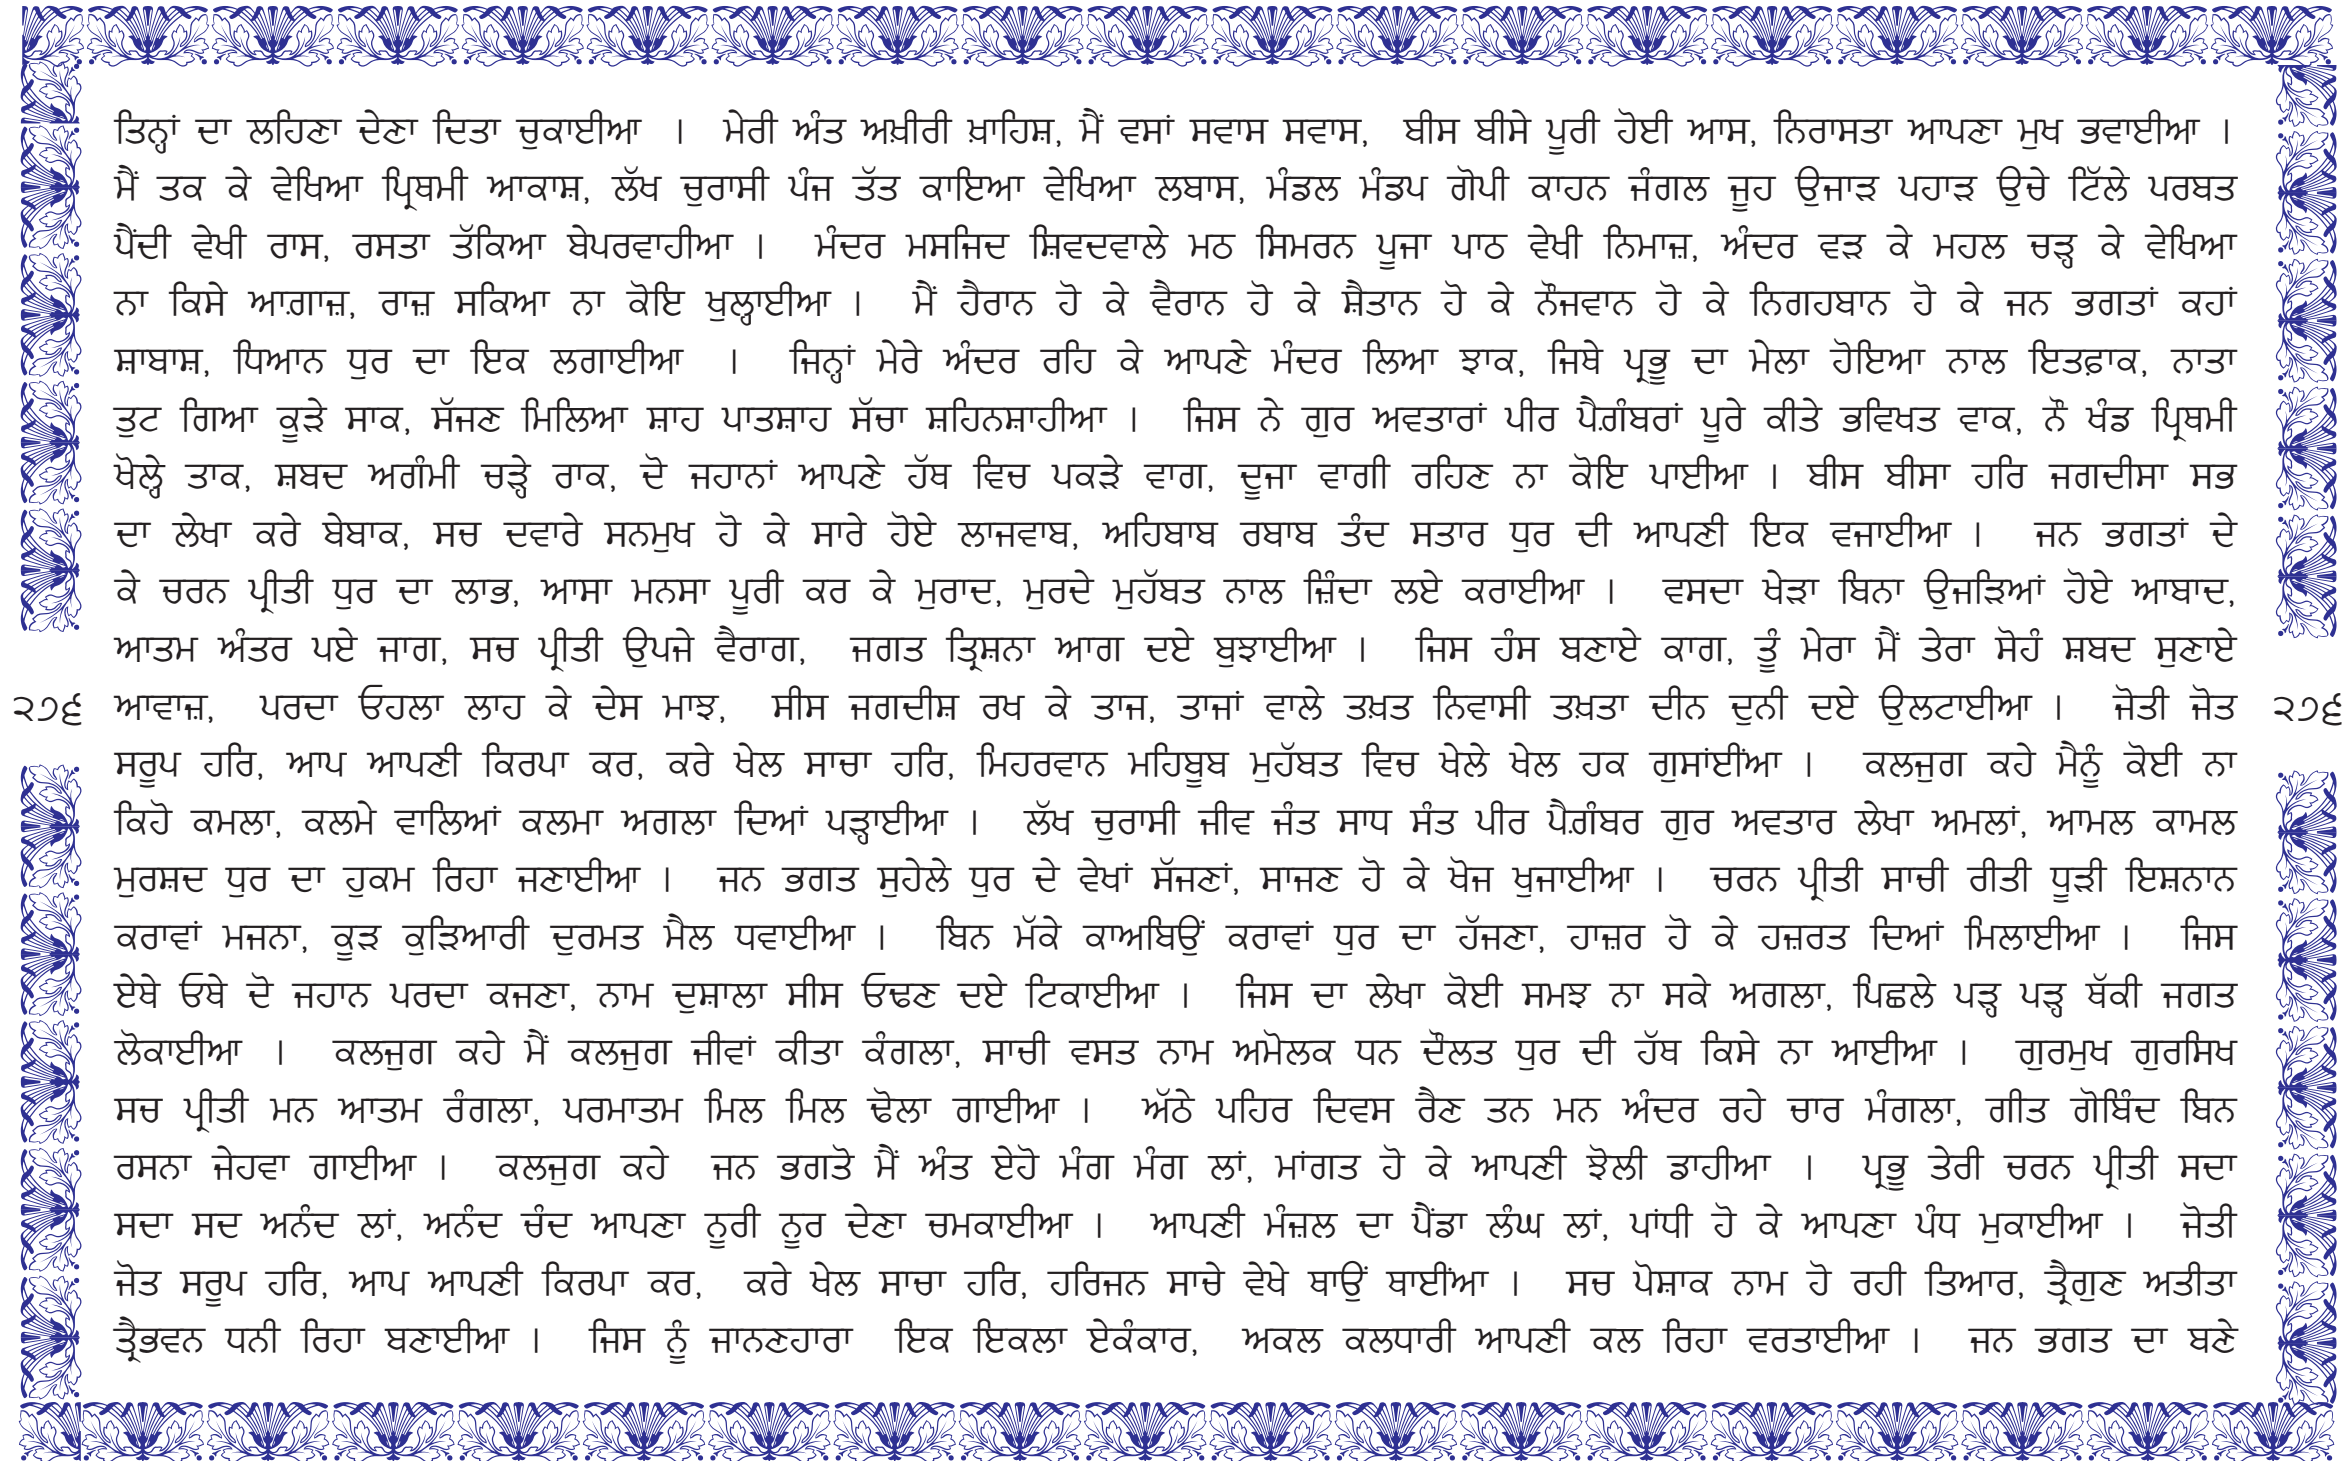 ਤਿਨ੍ਹਾਂ ਦਾ ਲਹਿਣਾ ਦੇਣਾ ਦਿਤਾ ਚੁਕਾਈਆ । ਮੇਰੀ ਅੰਤ ਅਖ਼ੀਰੀ ਖ਼ਾਹਿਸ਼, ਮੈਂ ਵਸਾਂ ਸਵਾਸ ਸਵਾਸ, ਬੀਸ ਬੀਸੇ ਪੂਰੀ ਹੋਈ ਆਸ, ਨਿਰਾਸਤਾ ਆਪਣਾ ਮੁਖ ਭਵਾਈਆ ।
ਮੈਂ ਤਕ ਕੇ ਵੇਖਿਆ ਪ੍ਰਿਥਮੀ ਆਕਾਸ਼, ਲੱਖ ਚੁਰਾਸੀ ਪੰਜ ਤੱਤ ਕਾਇਆ ਵੇਖਿਆ ਲਬਾਸ, ਮੰਡਲ ਮੰਡਪ ਗੋਪੀ ਕਾਹਨ ਜੰਗਲ ਜੂਹ ਉਜਾੜ ਪਹਾੜ ਉਚੇ ਟਿੱਲੇ ਪਰਬਤ
ਪੈਂਦੀ ਵੇਖੀ ਰਾਸ, ਰਸਤਾ ਤੱਕਿਆ ਬੇਪਰਵਾਹੀਆ । ਮੰਦਰ ਮਸਜਿਦ ਸ਼ਿਵਦਵਾਲੇ ਮਠ ਸਿਮਰਨ ਪੂਜਾ ਪਾਠ ਵੇਖੀ ਨਿਮਾਜ਼, ਅੰਦਰ ਵੜ ਕੇ ਮਹਲ ਚੜ੍ਹ ਕੇ ਵੇਖਿਆ
ਨਾ ਕਿਸੇ ਆਗ਼ਾਜ਼, ਰਾਜ਼ ਸਕਿਆ ਨਾ ਕੋਇ ਖੁਲ੍ਹਾਈਆ । ਮੈਂ ਹੈਰਾਨ ਹੋ ਕੇ ਵੈਰਾਨ ਹੋ ਕੇ ਸ਼ੈਤਾਨ ਹੋ ਕੇ ਨੌਜਵਾਨ ਹੋ ਕੇ ਨਿਗਹਬਾਨ ਹੋ ਕੇ ਜਨ ਭਗਤਾਂ ਕਹਾਂ
ਸ਼ਾਬਾਸ਼, ਧਿਆਨ ਧੁਰ ਦਾ ਇਕ ਲਗਾਈਆ । ਜਿਨ੍ਹਾਂ ਮੇਰੇ ਅੰਦਰ ਰਹਿ ਕੇ ਆਪਣੇ ਮੰਦਰ ਲਿਆ ਝਾਕ, ਜਿਥੇ ਪ੍ਰਭੂ ਦਾ ਮੇਲਾ ਹੋਇਆ ਨਾਲ ਇਤਫ਼ਾਕ, ਨਾਤਾ
ਤੁਟ ਗਿਆ ਕੂੜੇ ਸਾਕ, ਸੱਜਣ ਮਿਲਿਆ ਸ਼ਾਹ ਪਾਤਸ਼ਾਹ ਸੱਚਾ ਸ਼ਹਿਨਸ਼ਾਹੀਆ । ਜਿਸ ਨੇ ਗੁਰ ਅਵਤਾਰਾਂ ਪੀਰ ਪੈਗ਼ੰਬਰਾਂ ਪੂਰੇ ਕੀਤੇ ਭਵਿਖਤ ਵਾਕ, ਨੌ ਖੰਡ ਪ੍ਰਿਥਮੀ
ਖੋਲ੍ਹੇ ਤਾਕ, ਸ਼ਬਦ ਅਗੰਮੀ ਚੜ੍ਹੇ ਰਾਕ, ਦੋ ਜਹਾਨਾਂ ਆਪਣੇ ਹੱਥ ਵਿਚ ਪਕੜੇ ਵਾਗ, ਦੂਜਾ ਵਾਗੀ ਰਹਿਣ ਨਾ ਕੋਇ ਪਾਈਆ । ਬੀਸ ਬੀਸਾ ਹਰਿ ਜਗਦੀਸਾ ਸਭ
ਦਾ ਲੇਖਾ ਕਰੇ ਬੇਬਾਕ, ਸਚ ਦਵਾਰੇ ਸਨਮੁਖ ਹੋ ਕੇ ਸਾਰੇ ਹੋਏ ਲਾਜਵਾਬ, ਅਹਿਬਾਬ ਰਬਾਬ ਤੰਦ ਸਤਾਰ ਧੁਰ ਦੀ ਆਪਣੀ ਇਕ ਵਜਾਈਆ । ਜਨ ਭਗਤਾਂ ਦੇ
ਕੇ ਚਰਨ ਪ੍ਰੀਤੀ ਧੁਰ ਦਾ ਲਾਭ, ਆਸਾ ਮਨਸਾ ਪੂਰੀ ਕਰ ਕੇ ਮੁਰਾਦ, ਮੁਰਦੇ ਮੁਹੱਬਤ ਨਾਲ ਜ਼ਿੰਦਾ ਲਏ ਕਰਾਈਆ । ਵਸਦਾ ਖੇੜਾ ਬਿਨਾ ਉਜੜਿਆਂ ਹੋਏ ਆਬਾਦ,
ਆਤਮ ਅੰਤਰ ਪਏ ਜਾਗ, ਸਚ ਪ੍ਰੀਤੀ ਉਪਜੇ ਵੈਰਾਗ, ਜਗਤ ਤ੍ਰਿਸ਼ਨਾ ਆਗ ਦਏ ਬੁਝਾਈਆ । ਜਿਸ ਹੰਸ ਬਣਾਏ ਕਾਗ, ਤੂੰ ਮੇਰਾ ਮੈਂ ਤੇਰਾ ਸੋਹੰ ਸ਼ਬਦ ਸੁਣਾਏ
੨੭੬ ਆਵਾਜ਼, ਪਰਦਾ ਓਹਲਾ ਲਾਹ ਕੇ ਦੇਸ ਮਾਝ, ਸੀਸ ਜਗਦੀਸ਼ ਰਖ ਕੇ ਤਾਜ, ਤਾਜਾਂ ਵਾਲੇ ਤਖ਼ਤ ਨਿਵਾਸੀ ਤਖ਼ਤਾ ਦੀਨ ਦੁਨੀ ਦਏ ਉਲਟਾਈਆ । ਜੋਤੀ ਜੋਤ ੨੭੬
ਸਰੂਪ ਹਰਿ, ਆਪ ਆਪਣੀ ਕਿਰਪਾ ਕਰ, ਕਰੇ ਖੇਲ ਸਾਚਾ ਹਰਿ, ਮਿਹਰਵਾਨ ਮਹਿਬੂਬ ਮੁਹੱਬਤ ਵਿਚ ਖੇਲੇ ਖੇਲ ਹਕ ਗੁਸਾਂਈਂਆ । ਕਲਜੁਗ ਕਹੇ ਮੈਨੂੰ ਕੋਈ ਨਾ
ਕਿਹੋ ਕਮਲਾ, ਕਲਮੇ ਵਾਲਿਆਂ ਕਲਮਾ ਅਗਲਾ ਦਿਆਂ ਪੜ੍ਹਾਈਆ । ਲੱਖ ਚੁਰਾਸੀ ਜੀਵ ਜੰਤ ਸਾਧ ਸੰਤ ਪੀਰ ਪੈਗ਼ੰਬਰ ਗੁਰ ਅਵਤਾਰ ਲੇਖਾ ਅਮਲਾਂ, ਆਮਲ ਕਾਮਲ
ਮੁਰਸ਼ਦ ਧੁਰ ਦਾ ਹੁਕਮ ਰਿਹਾ ਜਣਾਈਆ । ਜਨ ਭਗਤ ਸੁਹੇਲੇ ਧੁਰ ਦੇ ਵੇਖਾਂ ਸੱਜਣਾਂ, ਸਾਜਣ ਹੋ ਕੇ ਖੋਜ ਖੁਜਾਈਆ । ਚਰਨ ਪ੍ਰੀਤੀ ਸਾਚੀ ਰੀਤੀ ਧੂੜੀ ਇਸ਼ਨਾਨ
ਕਰਾਵਾਂ ਮਜਨਾ, ਕੂੜ ਕੁੜਿਆਰੀ ਦੁਰਮਤ ਮੈਲ ਧਵਾਈਆ । ਬਿਨ ਮੱਕੇ ਕਾਅਬਿਉਂ ਕਰਾਵਾਂ ਧੁਰ ਦਾ ਹੱਜਣਾ, ਹਾਜ਼ਰ ਹੋ ਕੇ ਹਜ਼ਰਤ ਦਿਆਂ ਮਿਲਾਈਆ । ਜਿਸ
ਏਥੇ ਓਥੇ ਦੋ ਜਹਾਨ ਪਰਦਾ ਕਜਣਾ, ਨਾਮ ਦੁਸ਼ਾਲਾ ਸੀਸ ਓਢਣ ਦਏ ਟਿਕਾਈਆ । ਜਿਸ ਦਾ ਲੇਖਾ ਕੋਈ ਸਮਝ ਨਾ ਸਕੇ ਅਗਲਾ, ਪਿਛਲੇ ਪੜ੍ਹ ਪੜ੍ਹ ਥੱਕੀ ਜਗਤ
ਲੋਕਾਈਆ । ਕਲਜੁਗ ਕਹੇ ਮੈਂ ਕਲਜੁਗ ਜੀਵਾਂ ਕੀਤਾ ਕੰਗਲਾ, ਸਾਚੀ ਵਸਤ ਨਾਮ ਅਮੋਲਕ ਧਨ ਦੌਲਤ ਧੁਰ ਦੀ ਹੱਥ ਕਿਸੇ ਨਾ ਆਈਆ । ਗੁਰਮੁਖ ਗੁਰਸਿਖ
ਸਚ ਪ੍ਰੀਤੀ ਮਨ ਆਤਮ ਰੰਗਲਾ, ਪਰਮਾਤਮ ਮਿਲ ਮਿਲ ਢੋਲਾ ਗਾਈਆ । ਅੱਠੇ ਪਹਿਰ ਦਿਵਸ ਰੈਣ ਤਨ ਮਨ ਅੰਦਰ ਰਹੇ ਚਾਰ ਮੰਗਲਾ, ਗੀਤ ਗੋਬਿੰਦ ਬਿਨ
ਰਸਨਾ ਜੇਹਵਾ ਗਾਈਆ । ਕਲਜੁਗ ਕਹੇ ਜਨ ਭਗਤੋ ਮੈਂ ਅੰਤ ਏਹੋ ਮੰਗ ਮੰਗ ਲਾਂ, ਮਾਂਗਤ ਹੋ ਕੇ ਆਪਣੀ ਝੋਲੀ ਡਾਹੀਆ । ਪ੍ਰਭੂ ਤੇਰੀ ਚਰਨ ਪ੍ਰੀਤੀ ਸਦਾ
ਸਦਾ ਸਦ ਅਨੰਦ ਲਾਂ, ਅਨੰਦ ਚੰਦ ਆਪਣਾ ਨੂਰੀ ਨੂਰ ਦੇਣਾ ਚਮਕਾਈਆ । ਆਪਣੀ ਮੰਜ਼ਲ ਦਾ ਪੈਂਡਾ ਲੰਘ ਲਾਂ, ਪਾਂਧੀ ਹੋ ਕੇ ਆਪਣਾ ਪੰਧ ਮੁਕਾਈਆ । ਜੋਤੀ
ਜੋਤ ਸਰੂਪ ਹਰਿ, ਆਪ ਆਪਣੀ ਕਿਰਪਾ ਕਰ, ਕਰੇ ਖੇਲ ਸਾਚਾ ਹਰਿ, ਹਰਿਜਨ ਸਾਚੇ ਵੇਖੇ ਥਾਉਂ ਥਾਈਂਆ । ਸਚ ਪੋਸ਼ਾਕ ਨਾਮ ਹੋ ਰਹੀ ਤਿਆਰ, ਤ੍ਰੈਗੁਣ ਅਤੀਤਾ
ਤ੍ਰੈਭਵਨ ਧਨੀ ਰਿਹਾ ਬਣਾਈਆ । ਜਿਸ ਨੂੰ ਜਾਨਣਹਾਰਾ ਇਕ ਇਕਲਾ ਏਕੰਕਾਰ, ਅਕਲ ਕਲਧਾਰੀ ਆਪਣੀ ਕਲ ਰਿਹਾ ਵਰਤਾਈਆ । ਜਨ ਭਗਤ ਦਾ ਬਣੇ